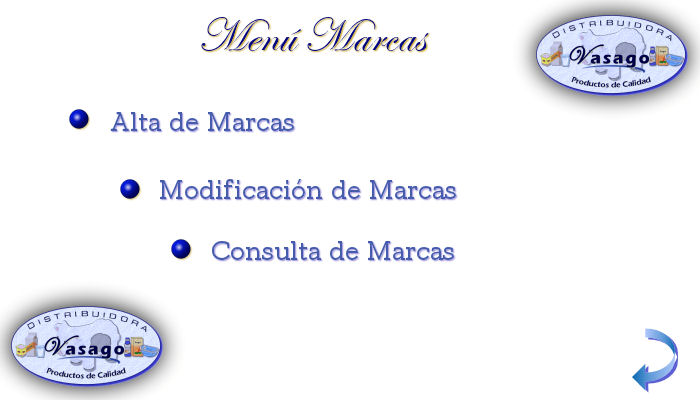 Menú Marcas
DISTRIBUIDORA
Vasago
Productos de Calidad
Alta de Marcas
Modificación de Marcas
Consulta de Marcas
DISTRIBUIDORA
Vasago
Productos de Calidad